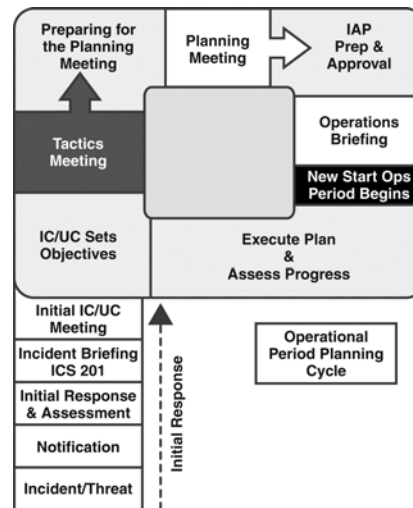 Preparing for
the Planning
Meeting
Planning
Meeting
IAP
Prep &
Approval
Tactics
Meeting
Operations
Briefing
New Start Ops
Period Begins
IC/UC Sets
Objectives
Execute Plan
&
Assess Progress
Initial IC/UC
Meeting
Incident Briefing
ICS 201
Initial Response
& Assessment
Notification
Incident/Threat
Initial Response
Operational
Period Planning
Cycle